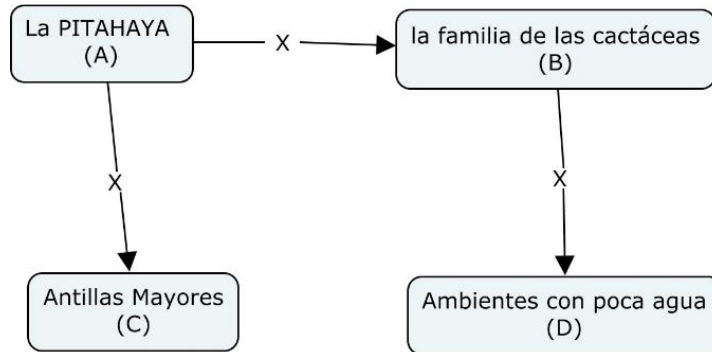 La PITAHAYA
(A)
X
la familia de las cactáceas
(B)
X
X
Antillas Mayores
(C)
Ambientes con poca agua
(D)